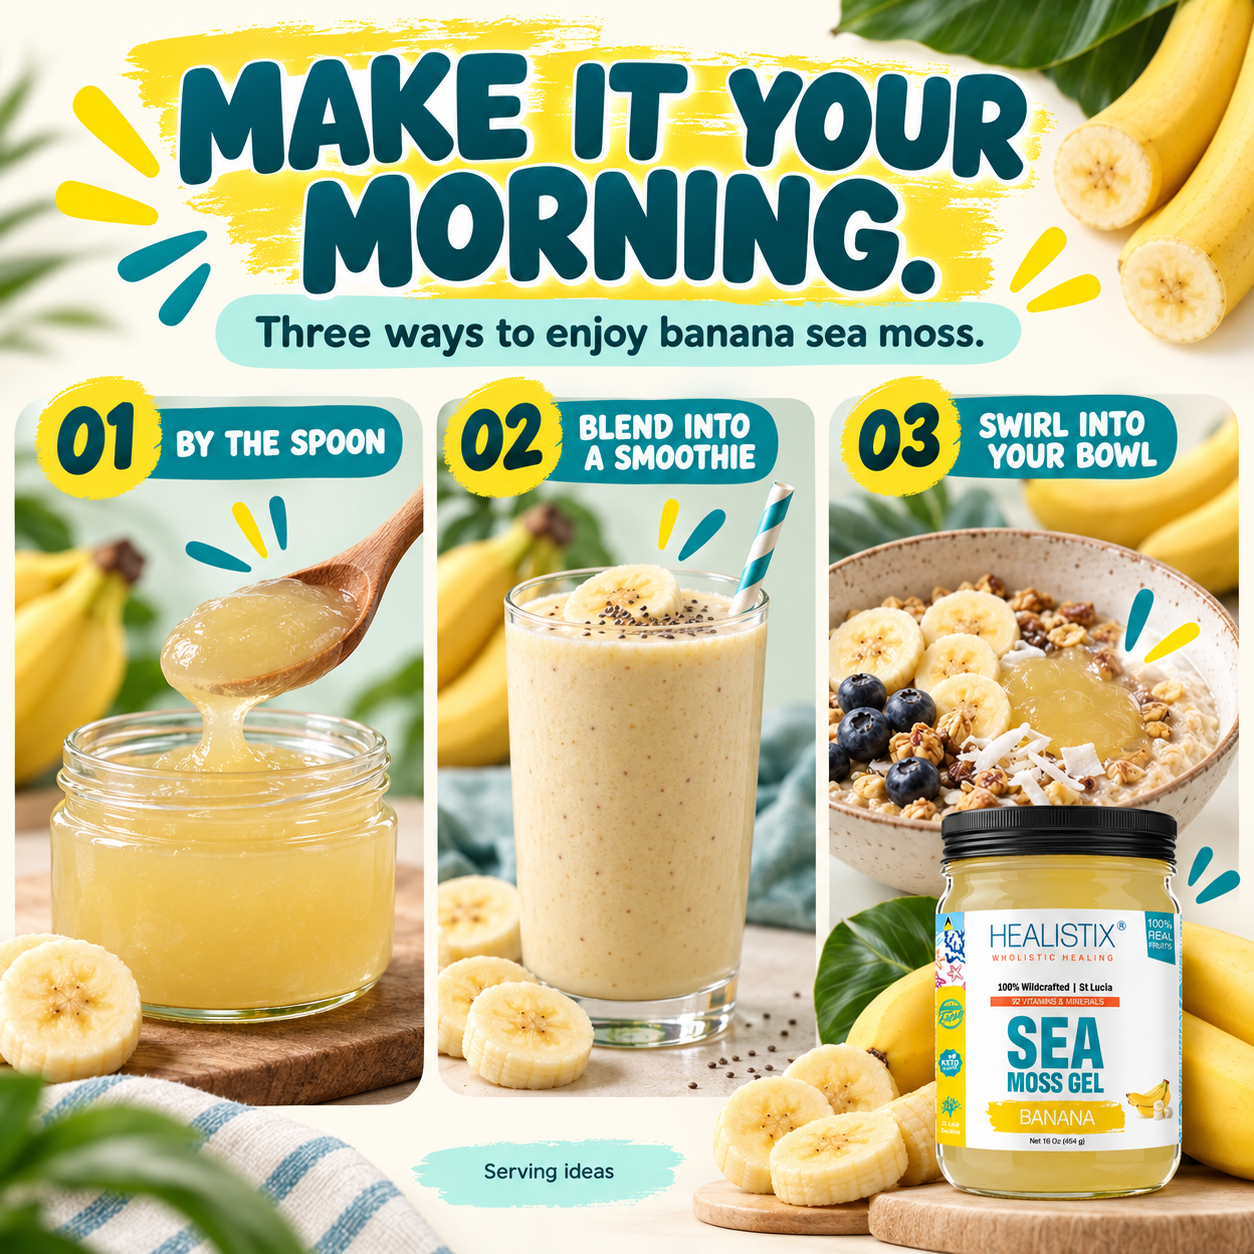 MAKE IT YOUR
MORNING.
Three ways to enjoy banana sea moss.
01
BY THE SPOON
02
BLEND INTO
A SMOOTHIE
03
SWIRL INTO
YOUR BOWL
HEALISTIX®
WHOLISTIC HEALING
100%
REAL
FRUITS
100% Wildcrafted | St Lucia
92 VITAMINS & MINERALS
SEA
MOSS GEL
BANANA
Net 16 Oz (454 g)
KETO
Serving ideas